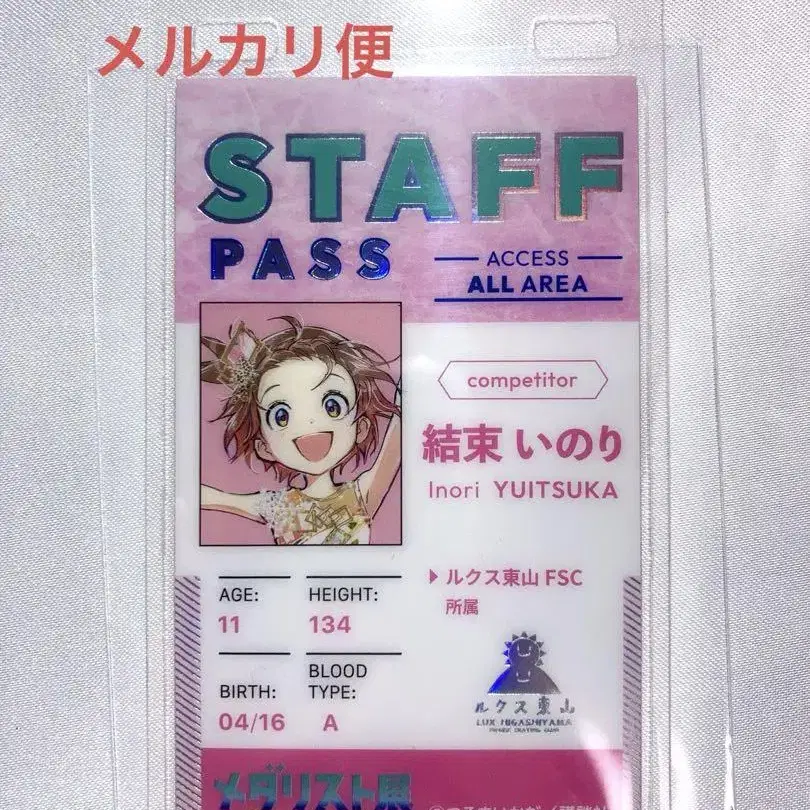 メルカリ便
STAFF
PASS
ACCESS
ALL AREA
competitor
結束 いのり
Inori YUITSUKA
ルクス東山 FSC
所属
AGE:
11
HEIGHT:
134
BIRTH:
04/16
BLOOD
TYPE:
A
ルクス東山
LUX HIGASHIYAMA
メダリスト展